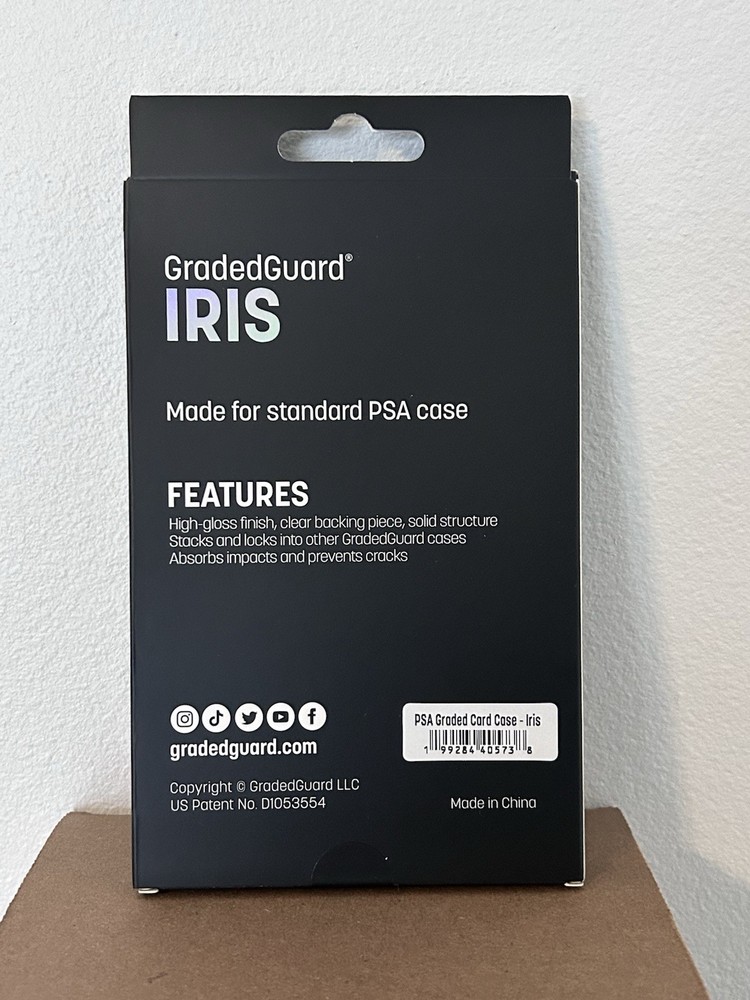 GradedGuard®
IRIS
Made for standard PSA case
FEATURES
High-gloss finish, clear backing piece, solid structure
Stacks and locks into other GradedGuard cases
Absorbs impacts and prevents cracks
gradedguard.com
PSA Graded Card Case - Iris
1 99284 40573 8
Copyright © GradedGuard LLC
US Patent No. D1053554
Made in China